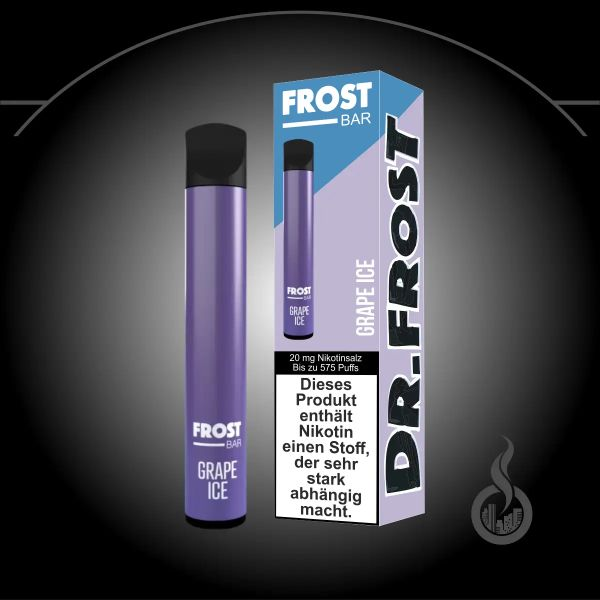 FROST
BAR
GRAPE
ICE
FROST
BAR
FROST
BAR
GRAPE
ICE
GRAPE ICE
20 mg Nikotinsalz
Bis zu 575 Puffs
Dieses
Produkt
enthält
Nikotin
einen Stoff,
der sehr
stark
abhängig
macht.
DR.FROST